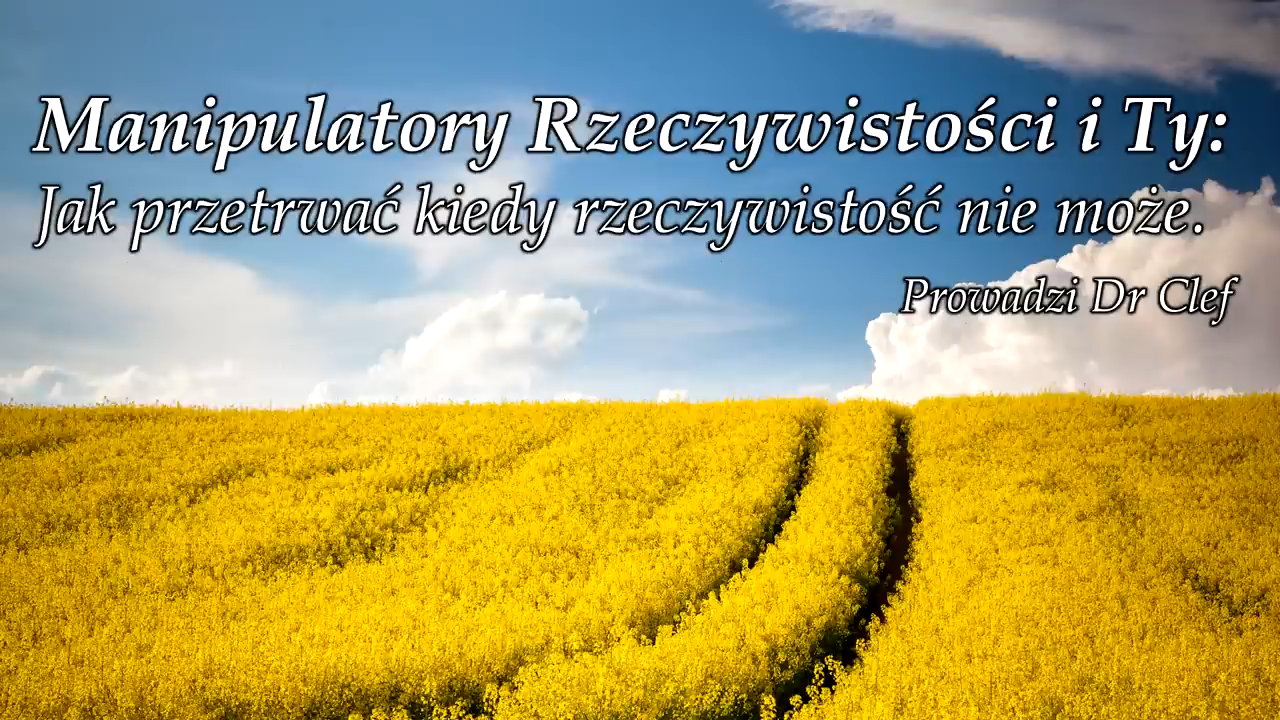 Manipulatory Rzeczywistości i Ty:
Jak przetrwać kiedy rzeczywistość nie może.
Prowadzi Dr Clef